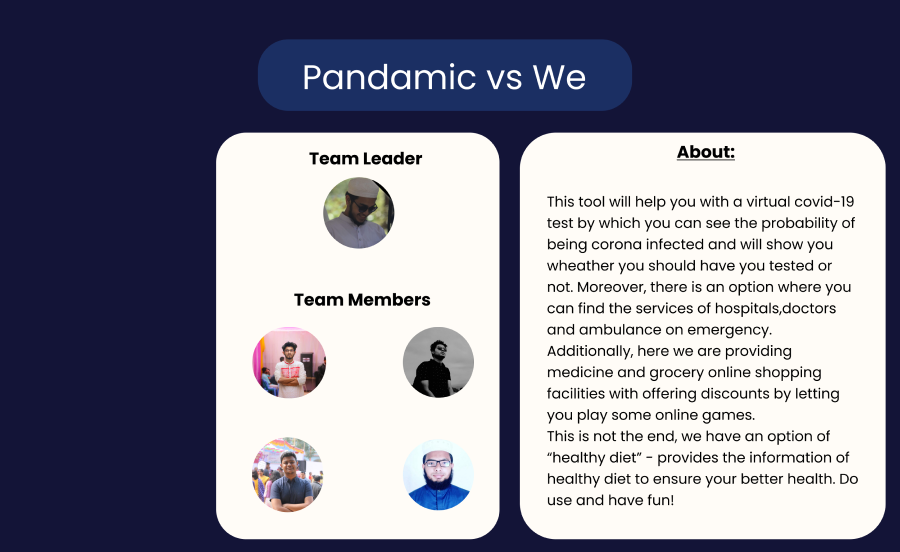 Pandamic vs We
Team Leader
Team Members
About:
This tool will help you with a virtual covid-19
test by which you can see the probability of
being corona infected and will show you
wheather you should have you tested or
not. Moreover, there is an option where you
can find the services of hospitals,doctors
and ambulance on emergency.
Additionally, here we are providing
medicine and grocery online shopping
facilities with offering discounts by letting
you play some online games.
This is not the end, we have an option of
“healthy diet” - provides the information of
healthy diet to ensure your better health. Do
use and have fun!